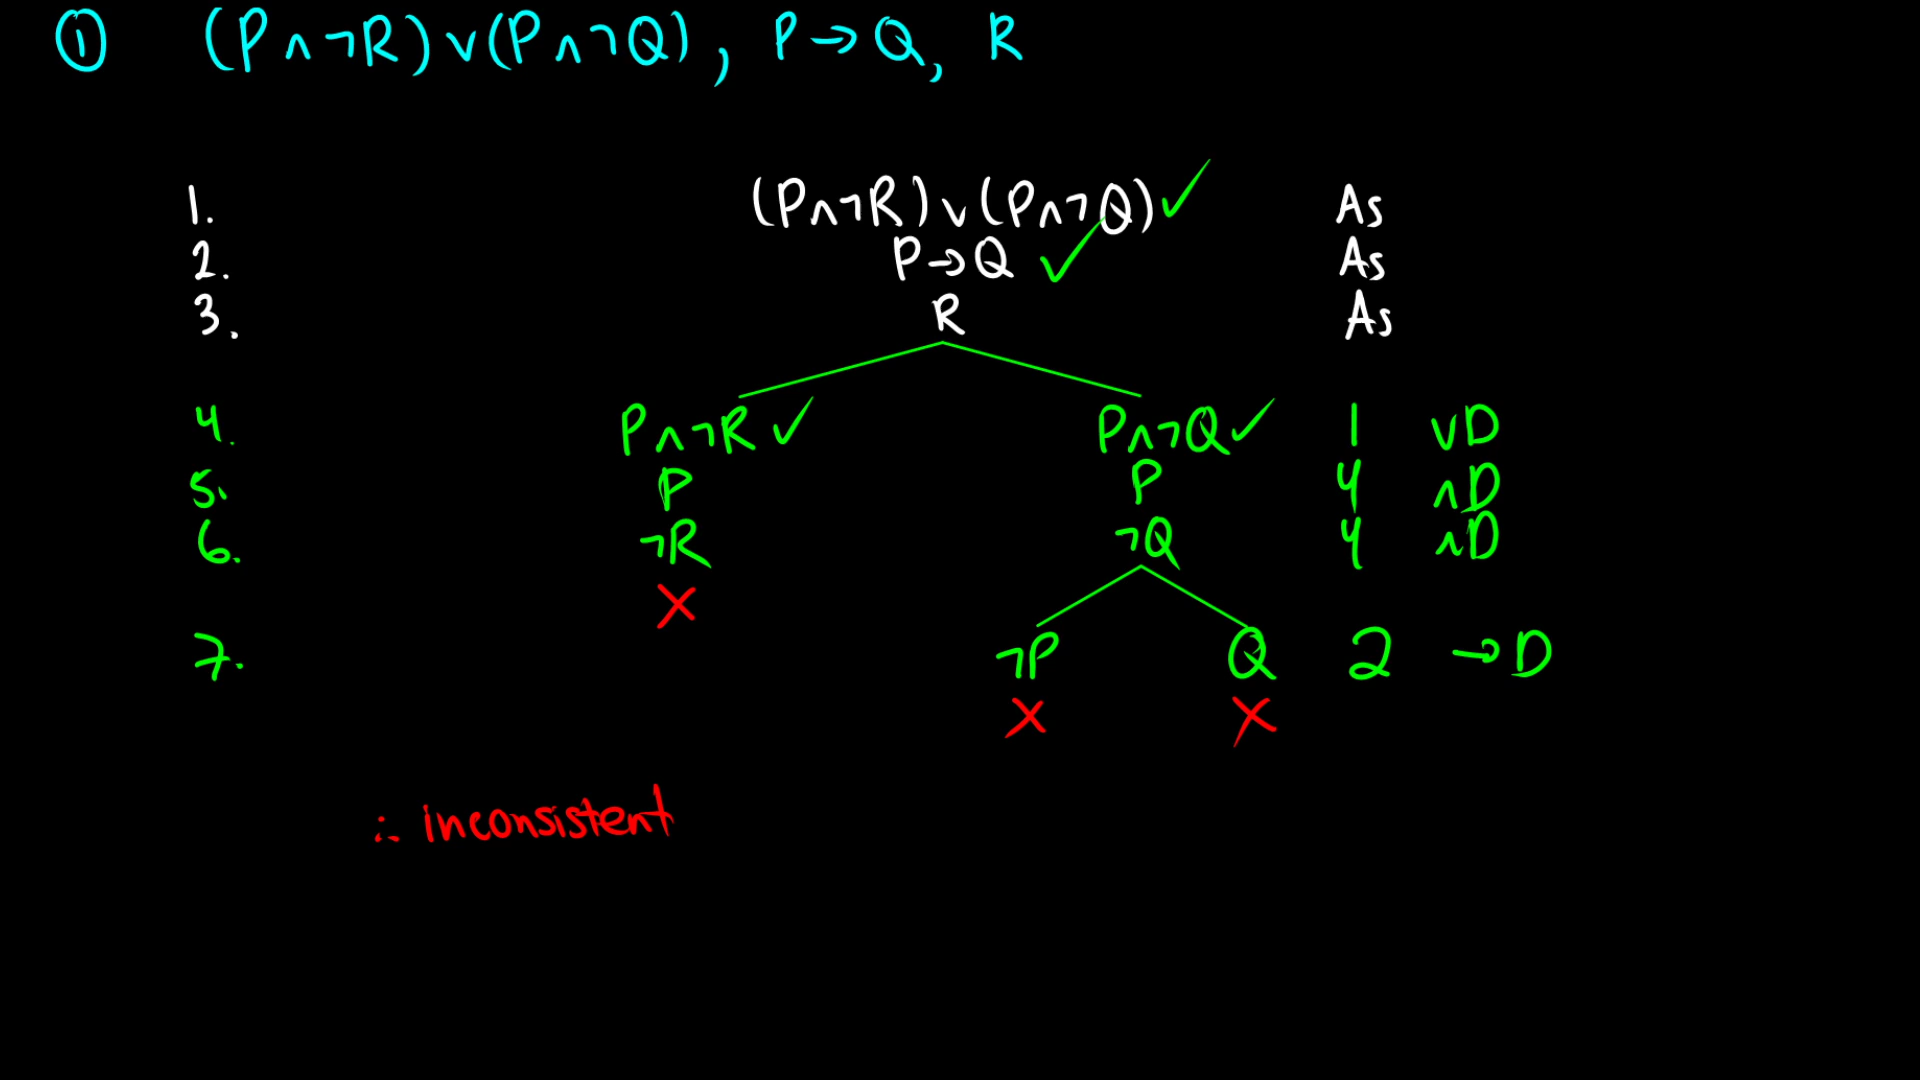 ① (P∧¬R)∨(P∧¬Q), P→Q, R
1. (P∧¬R)∨(P∧¬Q) ✓ As
2. P→Q ✓ As
3. R As
4. P∧¬R ✓ P∧¬Q ✓ 1 ∨D
5. P P 4 ∧D
6. ¬R ¬Q 4 ∧D
X
7. ¬P Q 2 →D
X X
∴ inconsistent